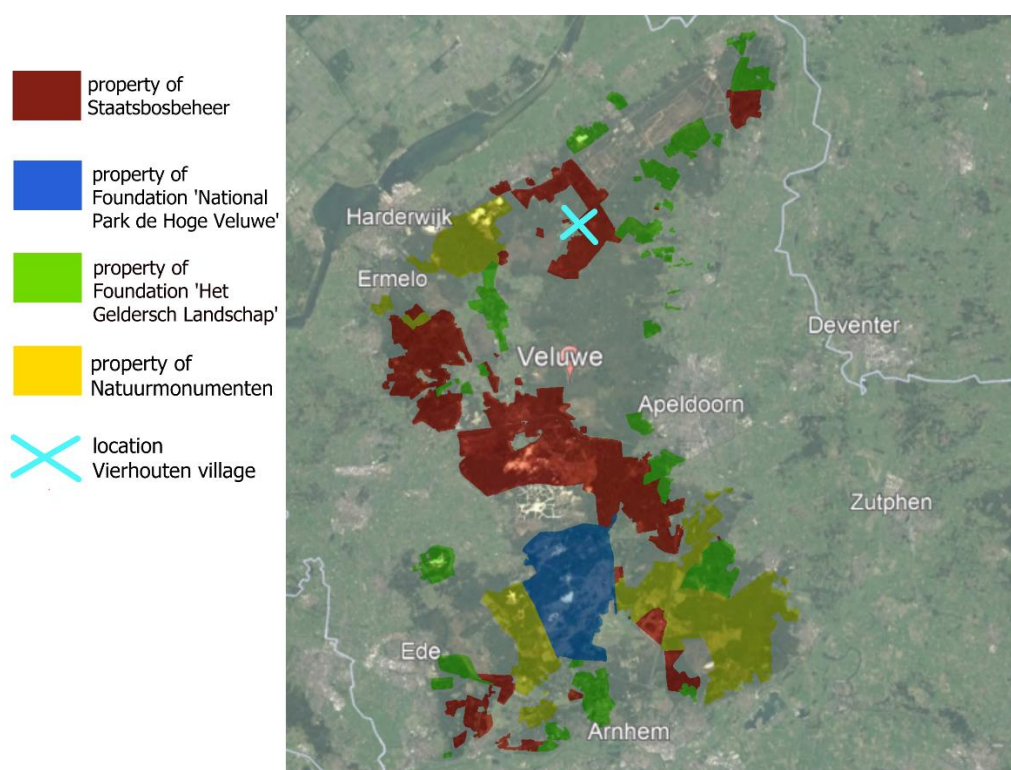 property of
Staatsbosbeheer
property of
Foundation 'National
Park de Hoge Veluwe'
property of
Foundation 'Het
Geldersch Landschap'
property of
Natuurmonumenten
location
Vierhouten village
Harderwijk
Ermelo
Deventer
Veluwe
Apeldoorn
Zutphen
Ede
Arnhem